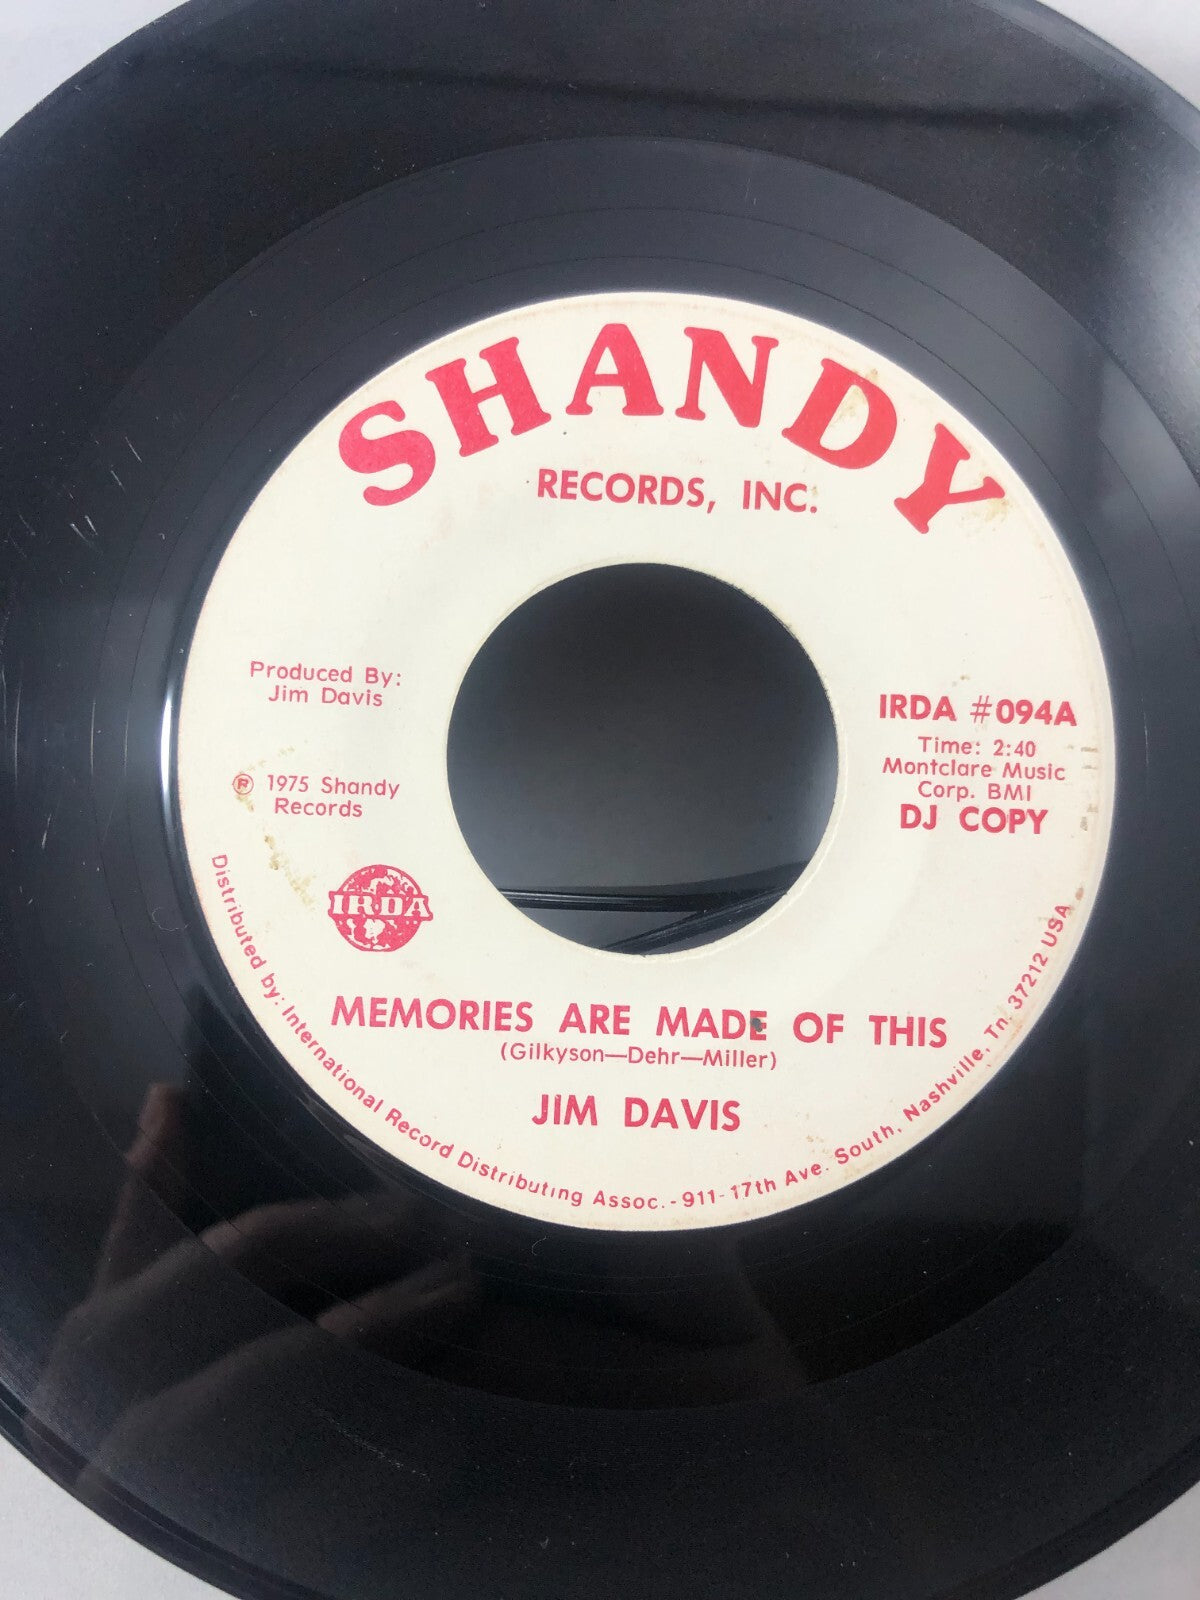 SHANDY
RECORDS, INC.
Produced By:
Jim Davis
Ⓟ 1975 Shandy
Records
IRDA #094A
Time: 2:40
Montclare Music
Corp. BMI
DJ COPY
IRDA
MEMORIES ARE MADE OF THIS
(Gilkyson—Dehr—Miller)
JIM DAVIS
Distributed by: International Record Distributing Assoc. - 911- 17th Ave. South, Nashville, Tn. 37212 USA